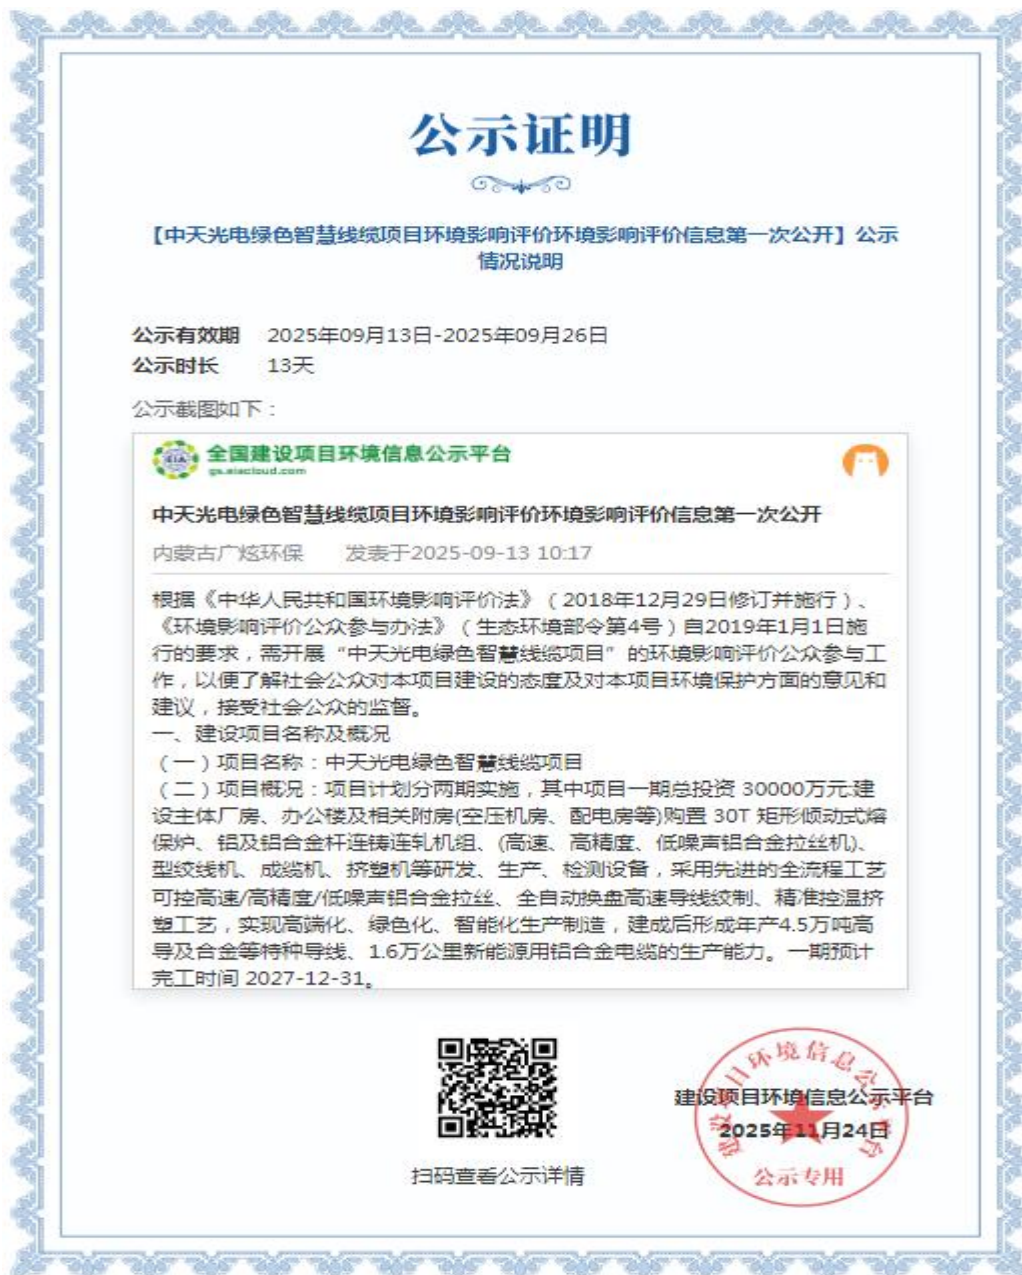 公示证明
【中天光电绿色智慧线缆项目环境影响评价环境影响评价信息第一次公开】公示
情况说明
公示有效期 2025年09月13日-2025年09月26日
公示时长 13天
公示截图如下：
EIA 全国建设项目环境信息公示平台
gs.eiacloud.com
中天光电绿色智慧线缆项目环境影响评价环境影响评价信息第一次公开
内蒙古广炫环保 发表于2025-09-13 10:17
根据《中华人民共和国环境影响评价法》（2018年12月29日修订并施行）、
《环境影响评价公众参与办法》（生态环境部令第4号）自2019年1月1日施
行的要求，需开展“中天光电绿色智慧线缆项目”的环境影响评价公众参与工
作，以便了解社会公众对本项目建设的态度及对本项目环境保护方面的意见和
建议，接受社会公众的监督。
一、建设项目名称及概况
（一）项目名称：中天光电绿色智慧线缆项目
（二）项目概况：项目计划分两期实施，其中项目一期总投资 30000万元:建
设主体厂房、办公楼及相关附房(空压机房、配电房等)购置 30T 矩形倾动式熔
保炉、铝及铝合金杆连铸连轧机组、(高速、高精度、低噪声铝合金拉丝机)、
型绞线机、成缆机、挤塑机等研发、生产、检测设备，采用先进的全流程工艺
可控高速/高精度/低噪声铝合金拉丝、全自动换盘高速导线绞制、精准控温挤
塑工艺，实现高端化、绿色化、智能化生产制造，建成后形成年产4.5万吨高
导及合金等特种导线、1.6万公里新能源用铝合金电缆的生产能力。一期预计
完工时间 2027-12-31。
扫码查看公示详情
建设项目环境信息公示平台
2025年11月24日
建设项目环境信息公示平台
公示专用